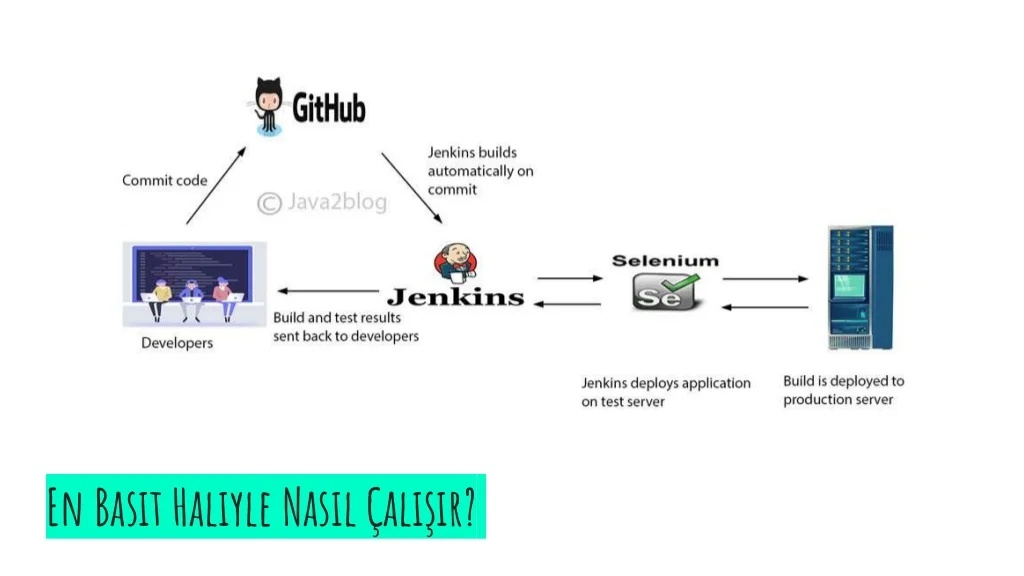 GitHub
Commit code
Jenkins builds
automatically on
commit
© Java2blog
Selenium
Se
Jenkins
Build and test results
sent back to developers
Developers
Jenkins deploys application
on test server
Build is deployed to
production server
En Basit Haliyle Nasıl Çalışır?